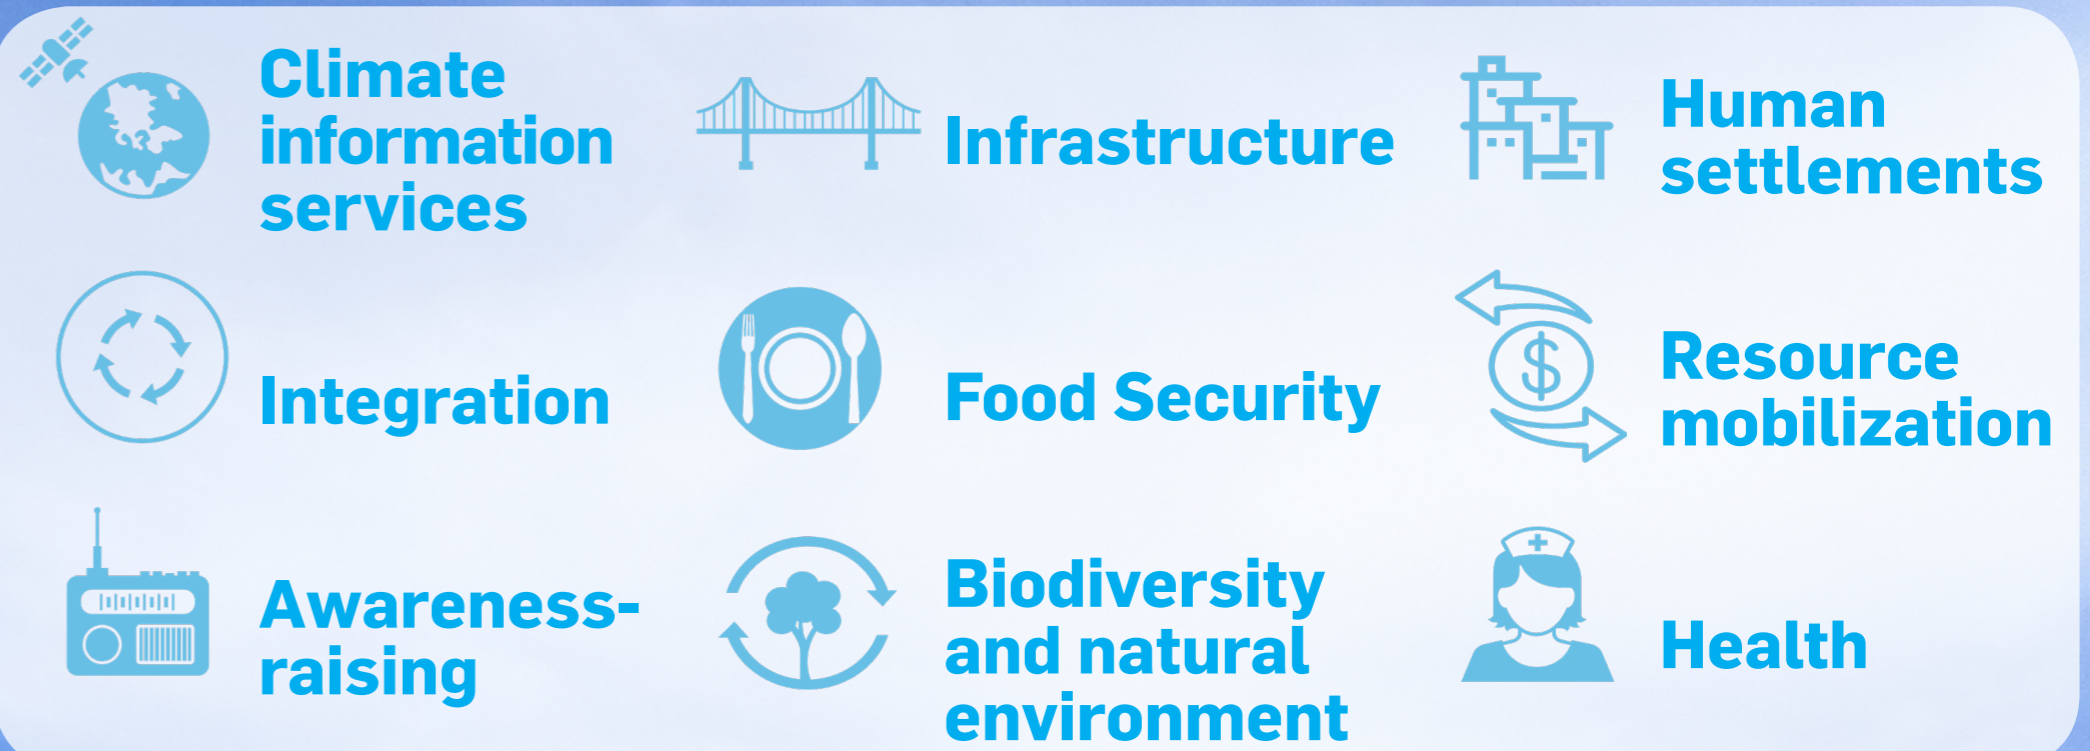 Climate
information
services
Infrastructure
Human
settlements
Integration
Food Security
Resource
mobilization
Awareness-
raising
Biodiversity
and natural
environment
Health